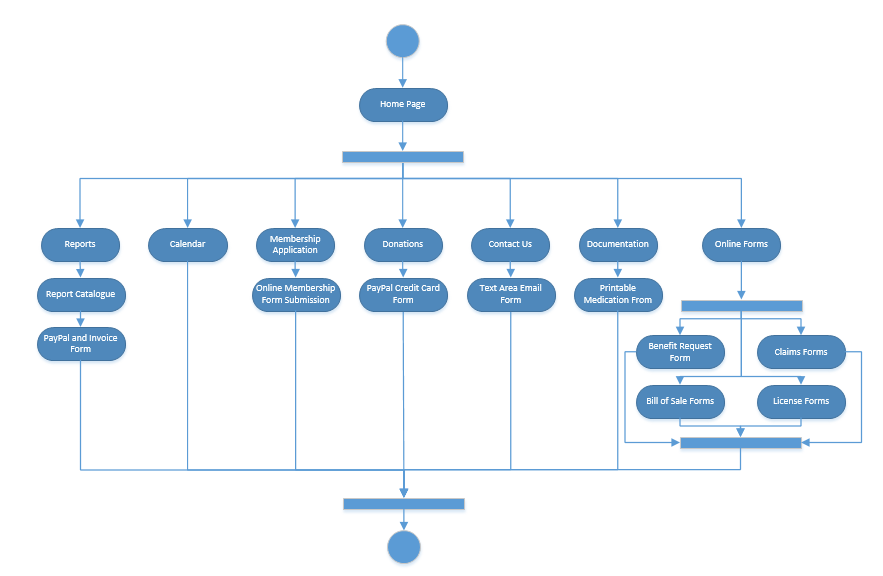 Home Page
Reports
Calendar
Membership
Application
Donations
Contact Us
Documentation
Online Forms
Report Catalogue
Online Membership
Form Submission
PayPal Credit Card
Form
Text Area Email
Form
Printable
Medication From
PayPal and Invoice
Form
Benefit Request
Form
Claims Forms
Bill of Sale Forms
License Forms